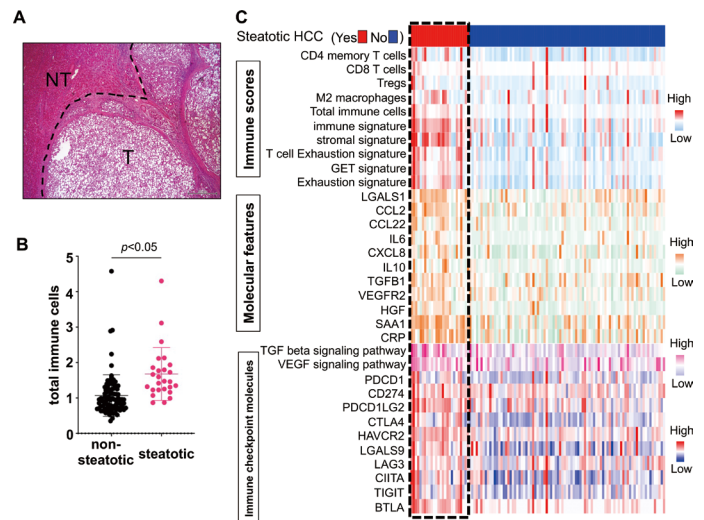 A
NT
T
B
p<0.05
total immune cells
5
4
3
2
1
0
non-
steatotic
steatotic
C
Steatotic HCC (Yes No )
Immune scores
CD4 memory T cells
CD8 T cells
Tregs
M2 macrophages
Total immune cells
immune signature
stromal signature
T cell Exhaustion signature
GET signature
Exhaustion signature
High
Low
Molecular features
LGALS1
CCL2
CCL22
IL6
CXCL8
IL10
TGFB1
VEGFR2
HGF
SAA1
CRP
High
Low
TGF beta signaling pathway
VEGF signaling pathway
High
Low
Immune checkpoint molecules
PDCD1
CD274
PDCD1LG2
CTLA4
HAVCR2
LGALS9
LAG3
CIITA
TIGIT
BTLA
High
Low